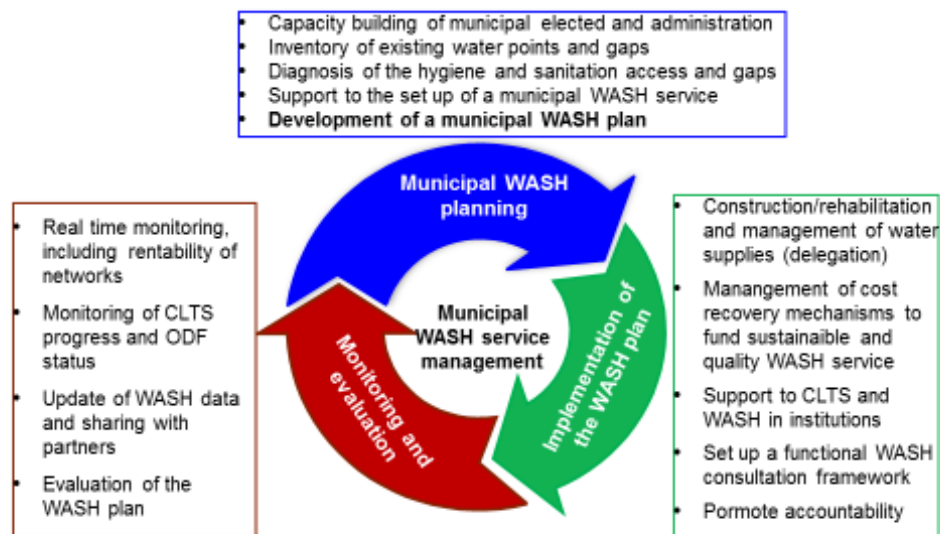 • Capacity building of municipal elected and administration
• Inventory of existing water points and gaps
• Diagnosis of the hygiene and sanitation access and gaps
• Support to the set up of a municipal WASH service
• Development of a municipal WASH plan
Municipal WASH
planning
• Real time monitoring,
including rentability of
networks
• Monitoring of CLTS
progress and ODF
status
• Update of WASH data
and sharing with
partners
• Evaluation of the
WASH plan
Monitoring and
evaluation
Municipal
WASH service
management
Implementation of
the WASH plan
• Construction/rehabilitation
and management of water
supplies (delegation)
• Manangement of cost
recovery mechanisms to
fund sustainaible and
quality WASH service
• Support to CLTS and
WASH in institutions
• Set up a functional WASH
consultation framework
• Pormote accountability